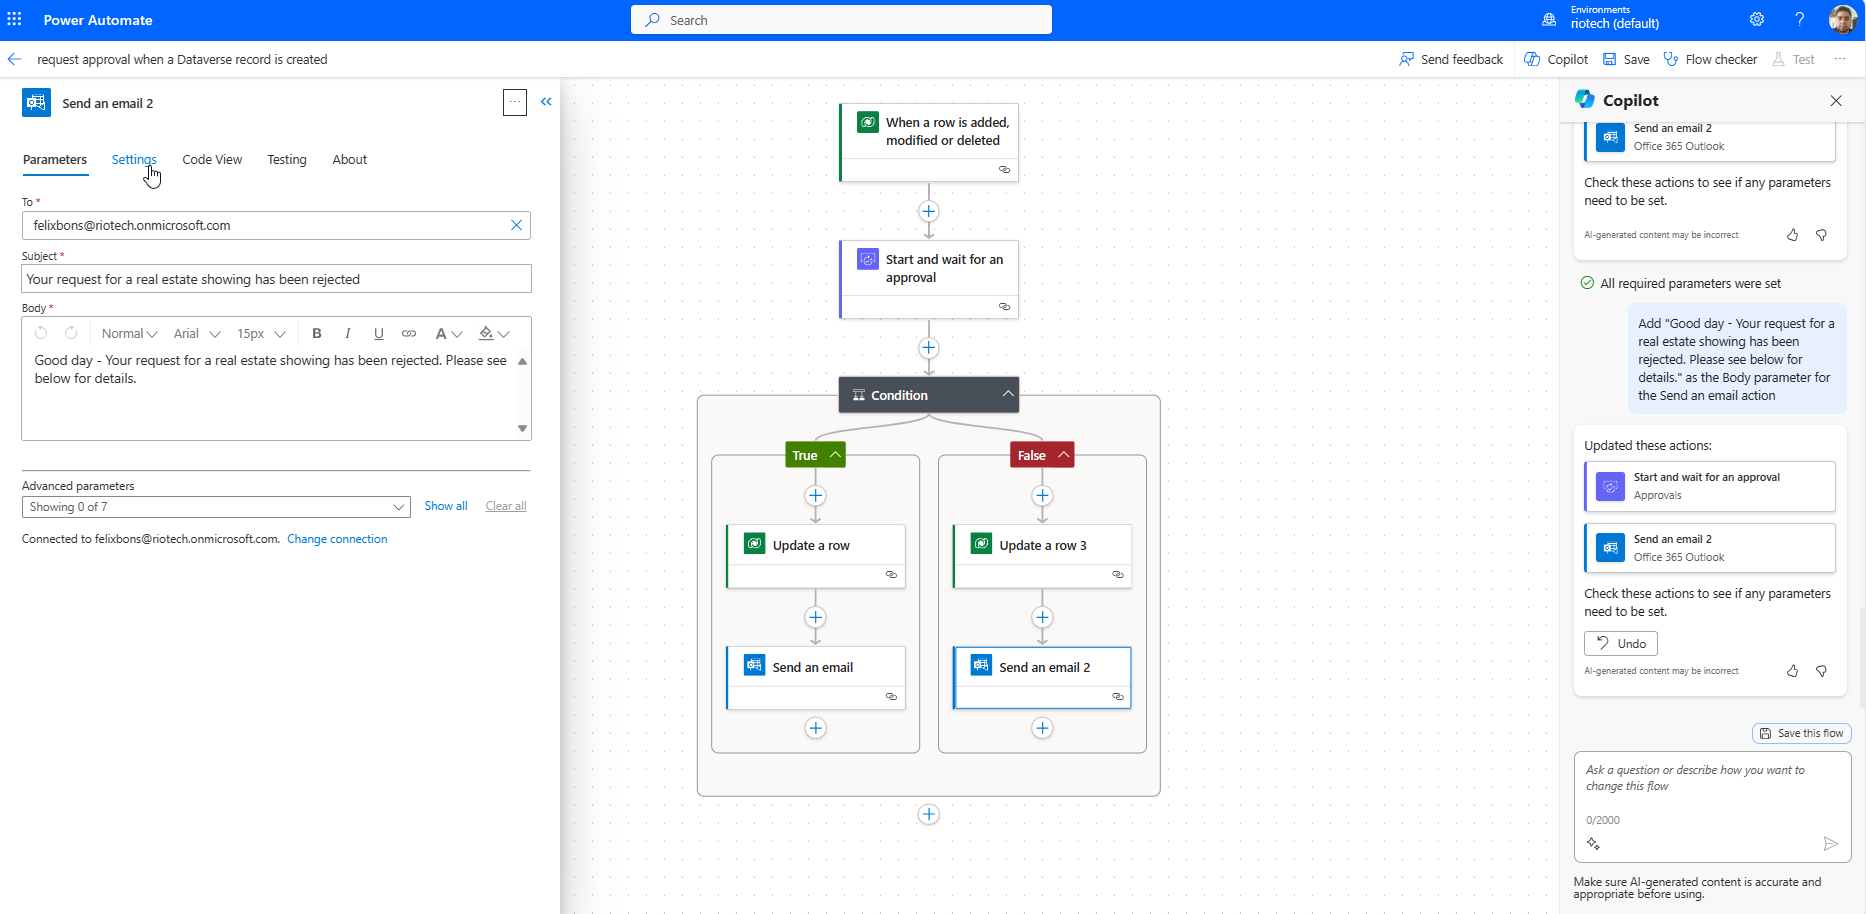 Power Automate
Search
Environments
riotech (default)
request approval when a Dataverse record is created
Send feedback
Copilot
Save
Flow checker
Test
Send an email 2
Parameters
Settings
Code View
Testing
About
To *
felixbons@riotech.onmicrosoft.com
Subject *
Your request for a real estate showing has been rejected
Body *
Normal
Arial
15px
B
I
U
A
Good day - Your request for a real estate showing has been rejected. Please see
below for details.
Advanced parameters
Showing 0 of 7
Show all
Clear all
Connected to felixbons@riotech.onmicrosoft.com. Change connection
When a row is added,
modified or deleted
Start and wait for an
approval
Condition
True
False
Update a row
Update a row 3
Send an email
Send an email 2
Copilot
Send an email 2
Office 365 Outlook
Check these actions to see if any parameters
need to be set.
AI-generated content may be incorrect
All required parameters were set
Add "Good day - Your request for a
real estate showing has been
rejected. Please see below for
details." as the Body parameter for
the Send an email action
Updated these actions:
Start and wait for an approval
Approvals
Send an email 2
Office 365 Outlook
Check these actions to see if any parameters
need to be set.
Undo
AI-generated content may be incorrect
Save this flow
Ask a question or describe how you want to
change this flow
0/2000
Make sure AI-generated content is accurate and
appropriate before using.